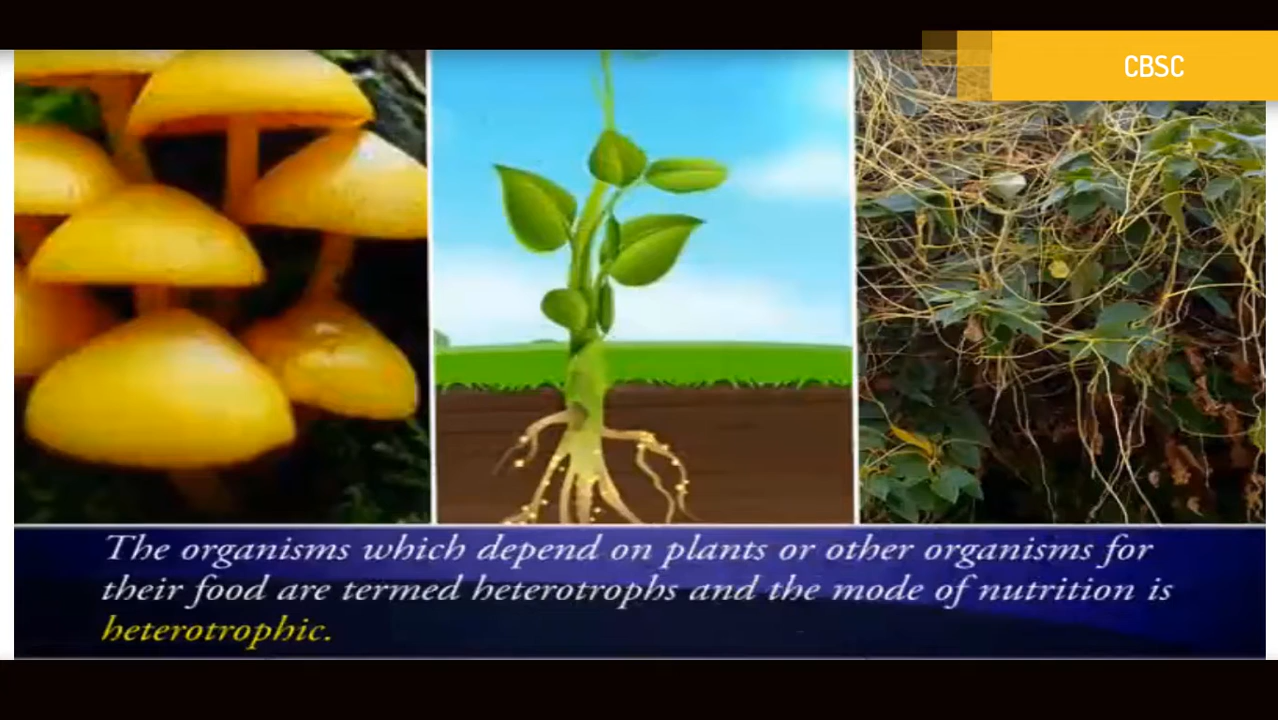 CBSC
The organisms which depend on plants or other organisms for
their food are termed heterotrophs and the mode of nutrition is
heterotrophic.